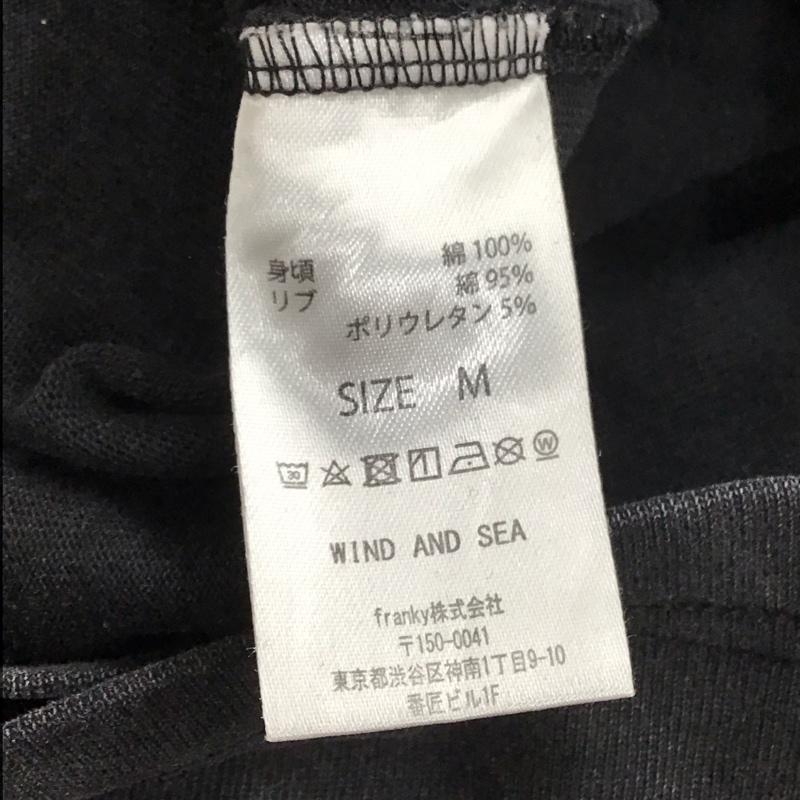 身頃 綿 100%
リブ 綿 95%
ポリウレタン 5%
SIZE M
30
WIND AND SEA
franky株式会社
〒150-0041
東京都渋谷区神南1丁目9-10
番匠ビル1F